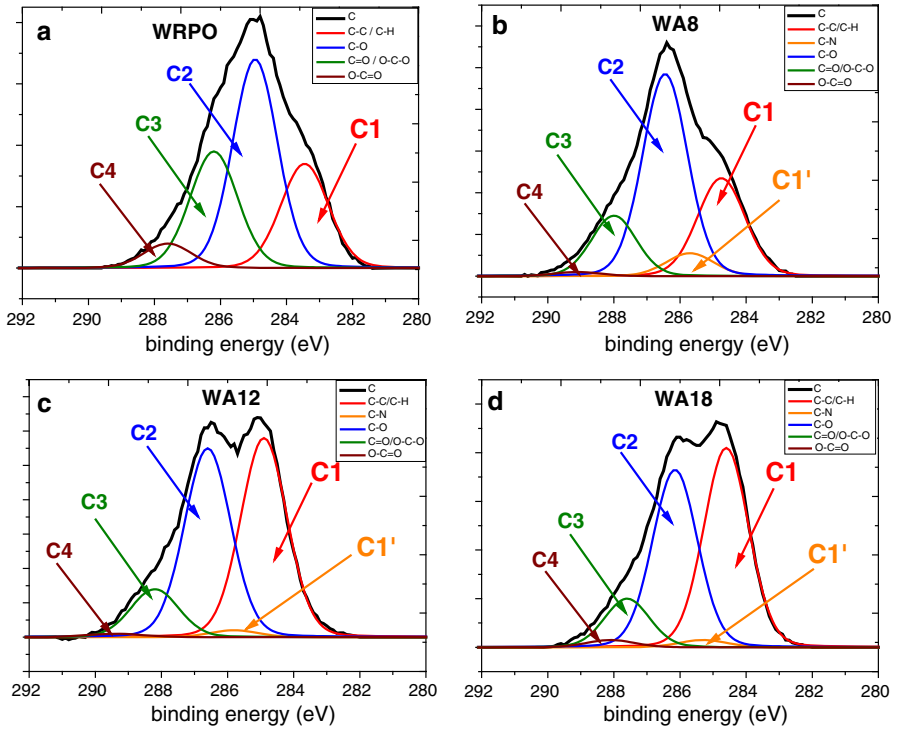 a
WRPO
C
C-C / C-H
C-O
C=O / O-C-O
O-C=O
C2
C3
C1
C4
292 290 288 286 284 282 280
binding energy (eV)
b
WA8
C
C-C/C-H
C-N
C-O
C=O/O-C-O
O-C=O
C2
C1
C3
C1'
C4
292 290 288 286 284 282 280
binding energy (eV)
c
WA12
C
C-C/C-H
C-N
C-O
C=O/O-C-O
O-C=O
C2
C1
C3
C4
C1'
292 290 288 286 284 282 280
binding energy (eV)
d
WA18
C
C-C/C-H
C-N
C-O
C=O/O-C-O
O-C=O
C2
C1
C3
C4
C1'
292 290 288 286 284 282 280
binding energy (eV)